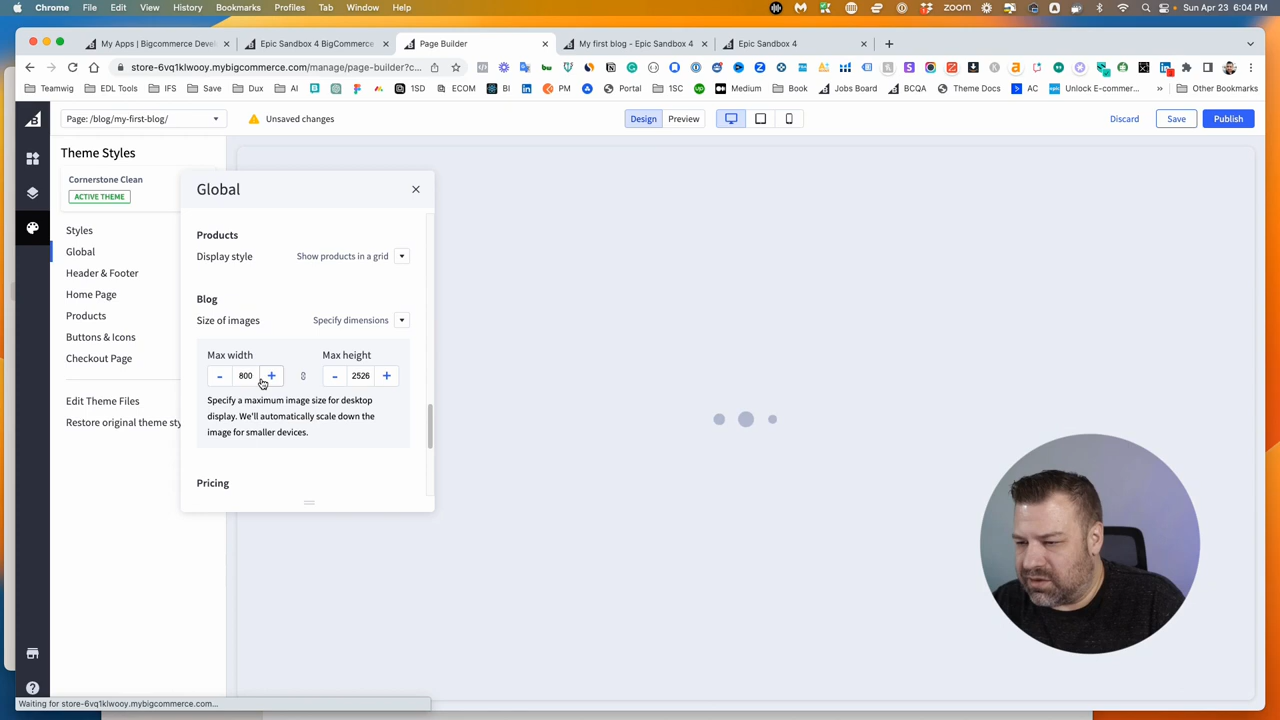 Chrome File Edit View History Bookmarks Profiles Tab Window Help ZOOM Sun Apr 23 6:04 PM
My Apps | Bigcommerce Devel Epic Sandbox 4 BigCommerce Page Builder My first blog - Epic Sandbox 4 Epic Sandbox 4
store-6vq1klwooy.mybigcommerce.com/manage/page-builder?c...
Teamwig EDL Tools IFS Save Dux AI 1SD ECOM BI PM Portal 1SC Medium Book Jobs Board BCQA Theme Docs AC Unlock E-commer... » Other Bookmarks
Page: /blog/my-first-blog/ Unsaved changes Design Preview Discard Save Publish
Theme Styles
Cornerstone Clean
ACTIVE THEME
Styles
Global
Header & Footer
Home Page
Products
Buttons & Icons
Checkout Page
Edit Theme Files
Restore original theme sty
Global
Products
Display style Show products in a grid
Blog
Size of images Specify dimensions
Max width Max height
- 800 + - 2526 +
Specify a maximum image size for desktop
display. We'll automatically scale down the
image for smaller devices.
Pricing
Waiting for store-6vq1klwooy.mybigcommerce.com...